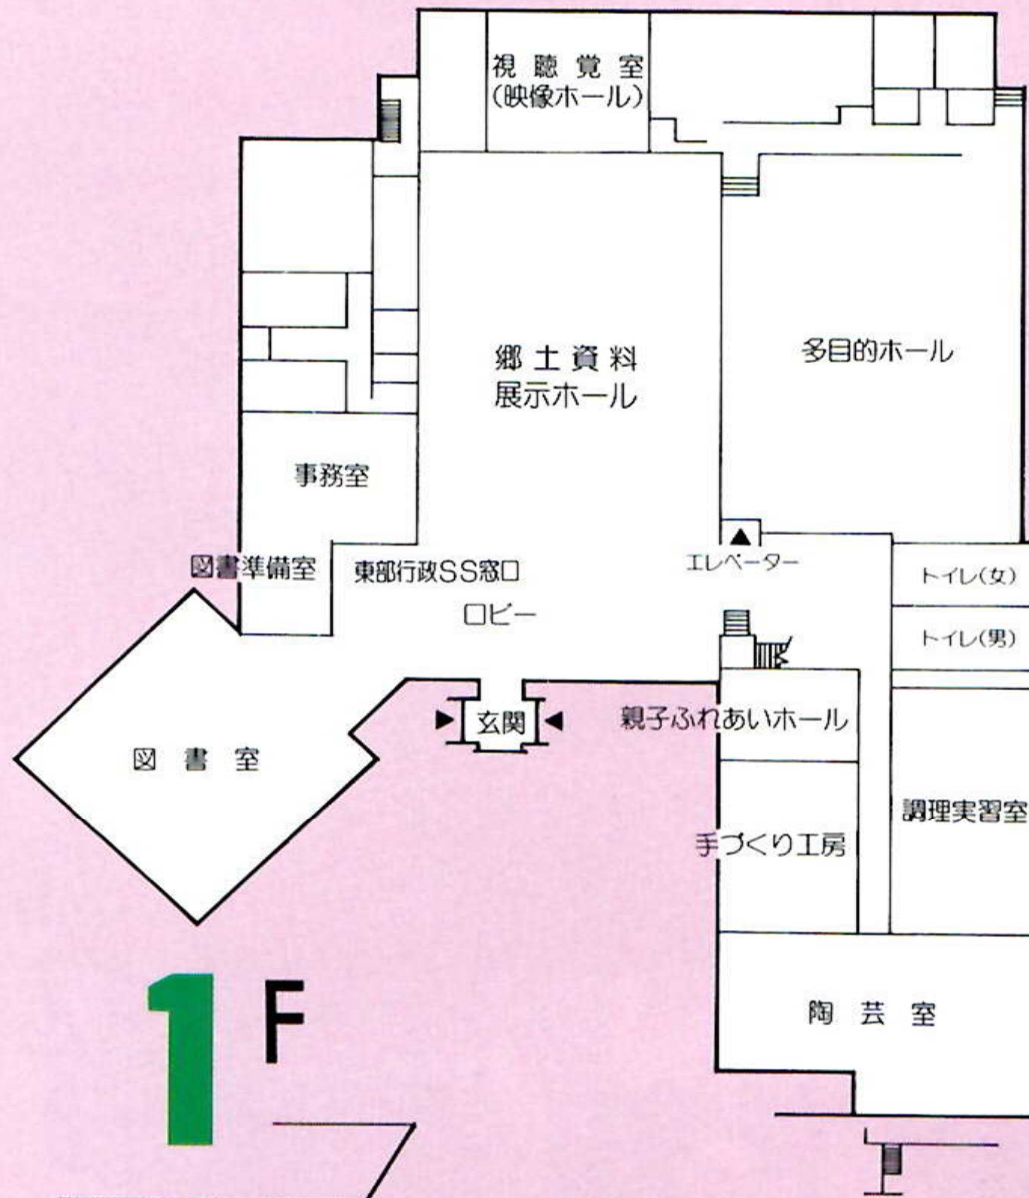 視聴覚室
(映像ホール)
郷土資料
展示ホール
多目的ホール
事務室
図書準備室
東部行政SS窓口
ロビー
エレベーター
トイレ(女)
トイレ(男)
玄関
親子ふれあいホール
図書室
手づくり工房
調理実習室
陶芸室
1F